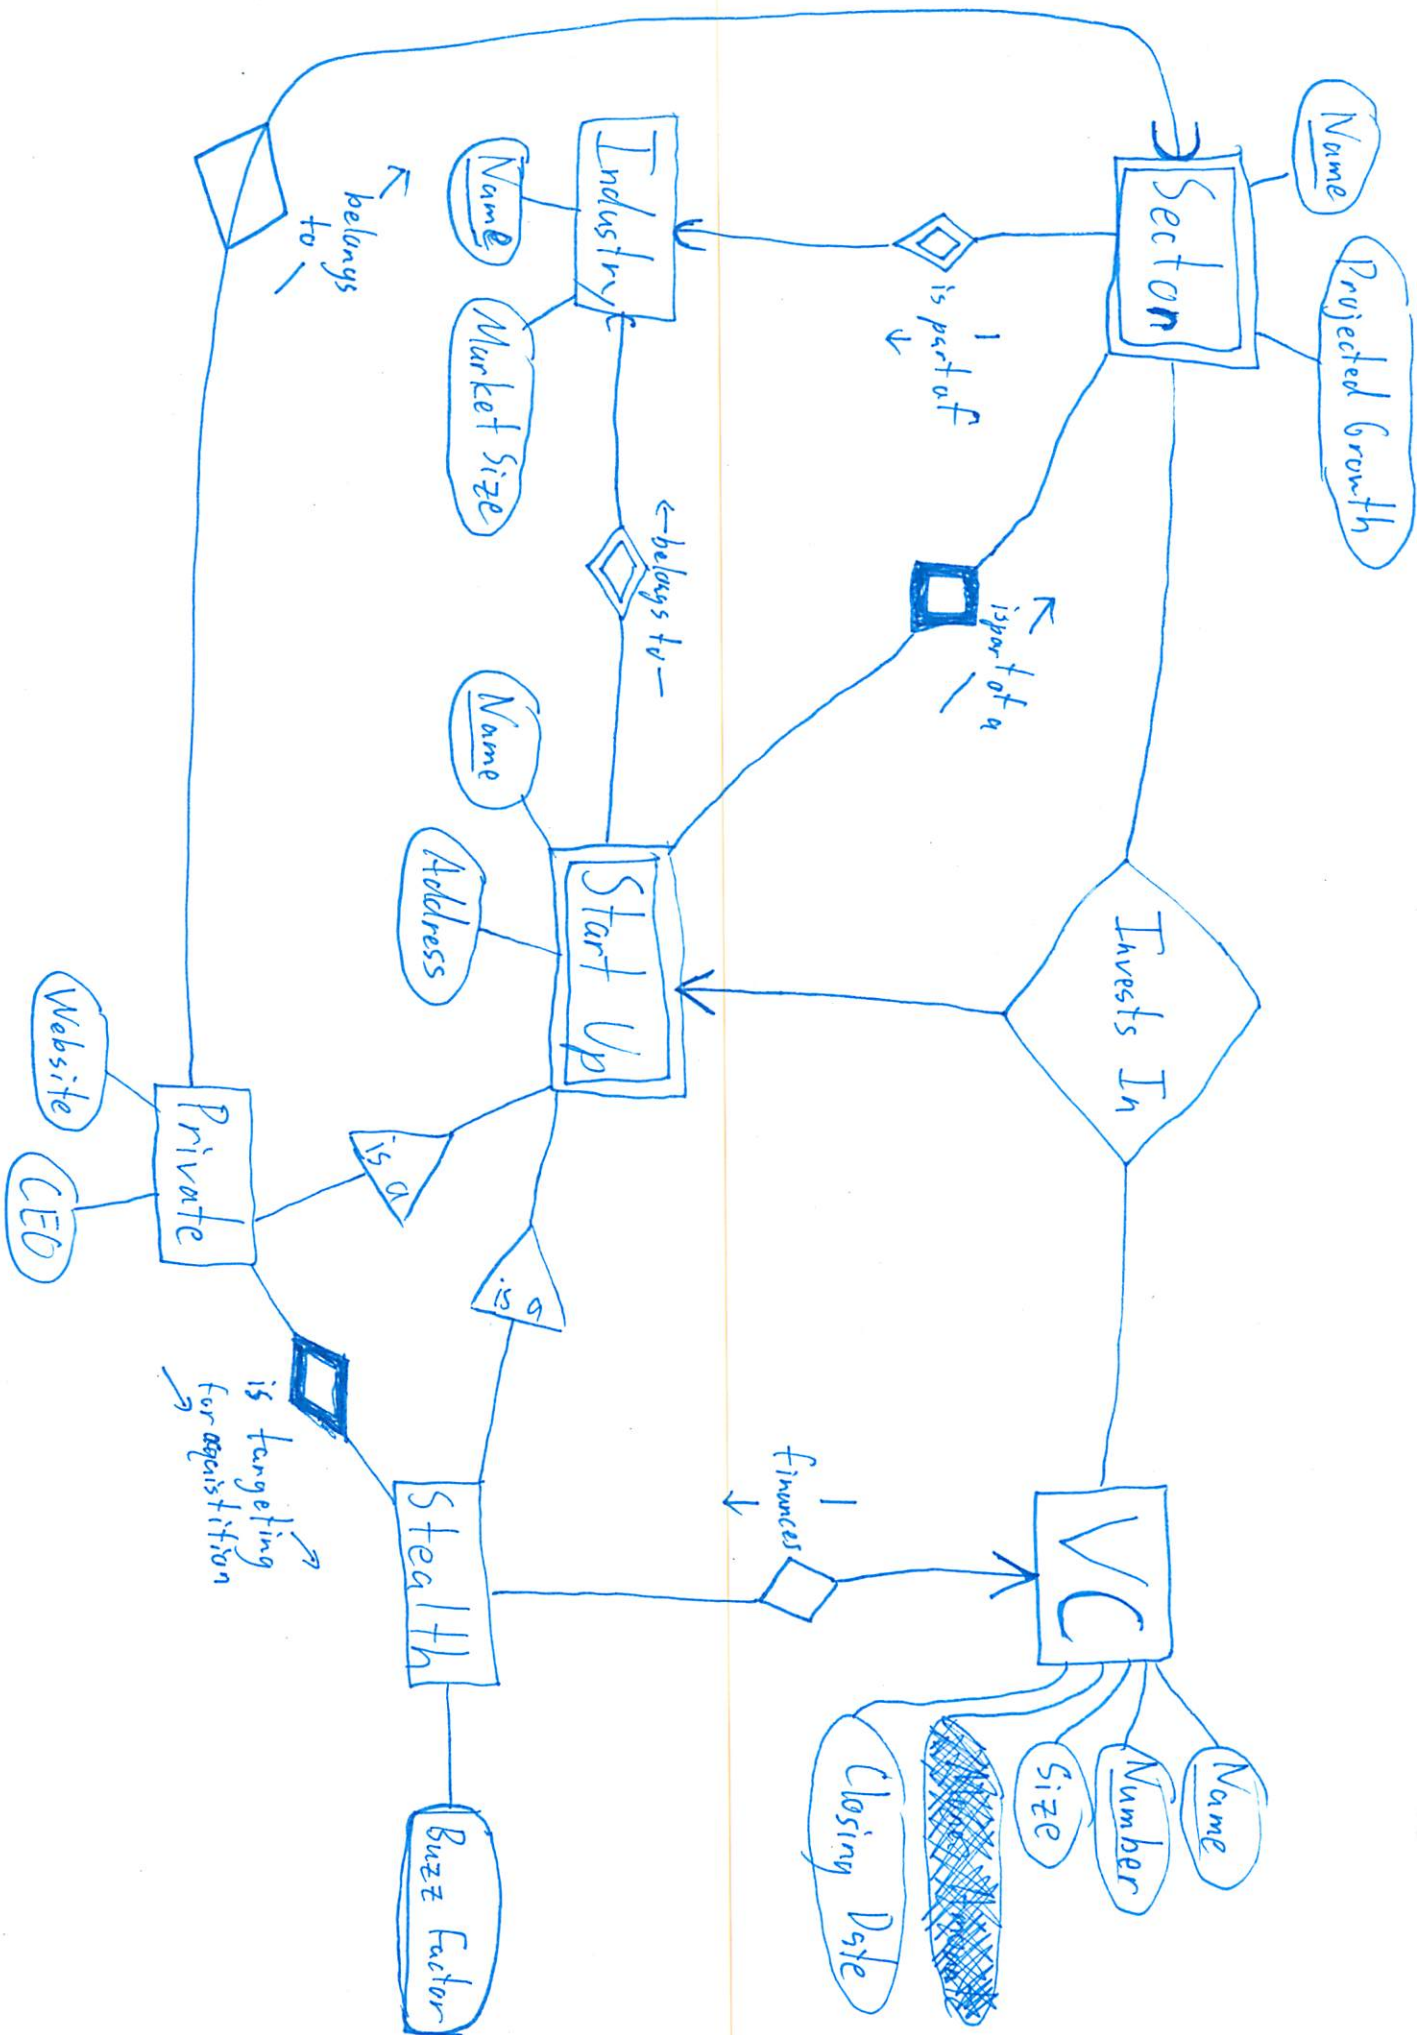 Name
Projected Growth
Sector
Invests In
VC
Name
Number
Size
Closing Date
is part of
is part of a
finances
Industry
Name
Market Size
←belongs to—
Start Up
Name
Address
is a
is a
Stealth
Buzz Factor
belongs
to
Private
Website
CEO
is targeting
for aqcuistition